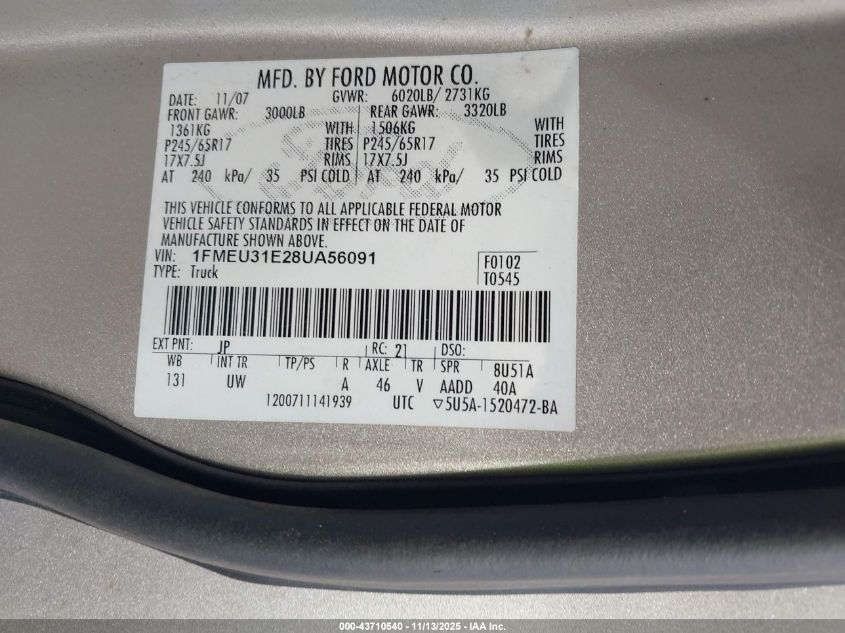 MFD. BY FORD MOTOR CO.
DATE: 11/07 GVWR: 6020LB/ 2731KG
FRONT GAWR: 3000LB REAR GAWR: 3320LB
1361KG WITH 1506KG WITH
P245/65R17 TIRES P245/65R17 TIRES
17X7.5J RIMS 17X7.5J RIMS
AT 240 kPa/ 35 PSI COLD AT 240 kPa/ 35 PSI COLD
THIS VEHICLE CONFORMS TO ALL APPLICABLE FEDERAL MOTOR
VEHICLE SAFETY STANDARDS IN EFFECT ON THE DATE OF
MANUFACTURE SHOWN ABOVE.
VIN: 1FMEU31E28UA56091 F0102
TYPE: Truck T0545
EXT PNT: JP RC: 21 DSO:
WB INT TR TP/PS R AXLE TR SPR 8U51A
131 UW A 46 V AADD 40A
1200711141939 UTC ▽5U5A-1520472-BA
000-43710540 - 11/13/2025 - IAA Inc.